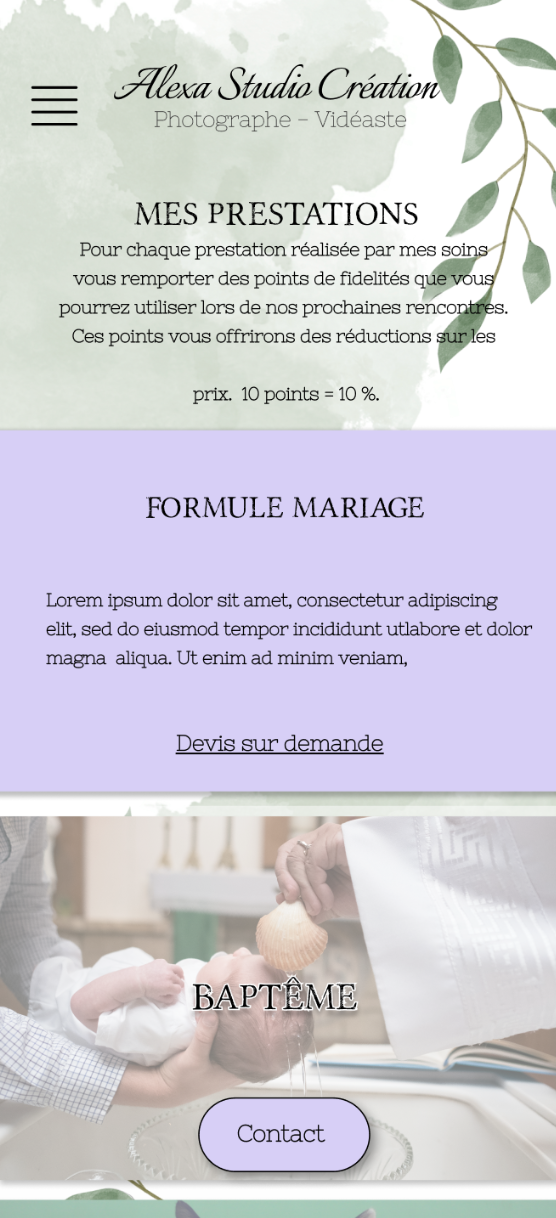 Alexa Studio Création
Photographe - Vidéaste
MES PRESTATIONS
Pour chaque prestation réalisée par mes soins
vous remporter des points de fidelités que vous
pourrez utiliser lors de nos prochaines rencontres.
Ces points vous offrirons des réductions sur les
prix. 10 points = 10 %.
FORMULE MARIAGE
Lorem ipsum dolor sit amet, consectetur adipiscing
elit, sed do eiusmod tempor incididunt utlabore et dolor
magna aliqua. Ut enim ad minim veniam,
Devis sur demande
BAPTÊME
Contact